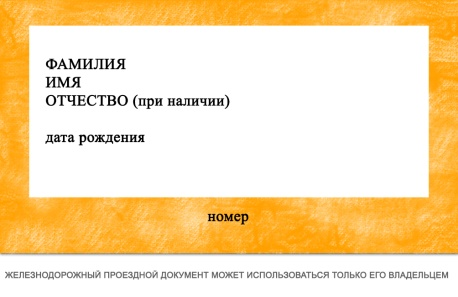 ФАМИЛИЯ
ИМЯ
ОТЧЕСТВО (при наличии)
дата рождения
номер
ЖЕЛЕЗНОДОРОЖНЫЙ ПРОЕЗДНОЙ ДОКУМЕНТ МОЖЕТ ИСПОЛЬЗОВАТЬСЯ ТОЛЬКО ЕГО ВЛАДЕЛЬЦЕМ